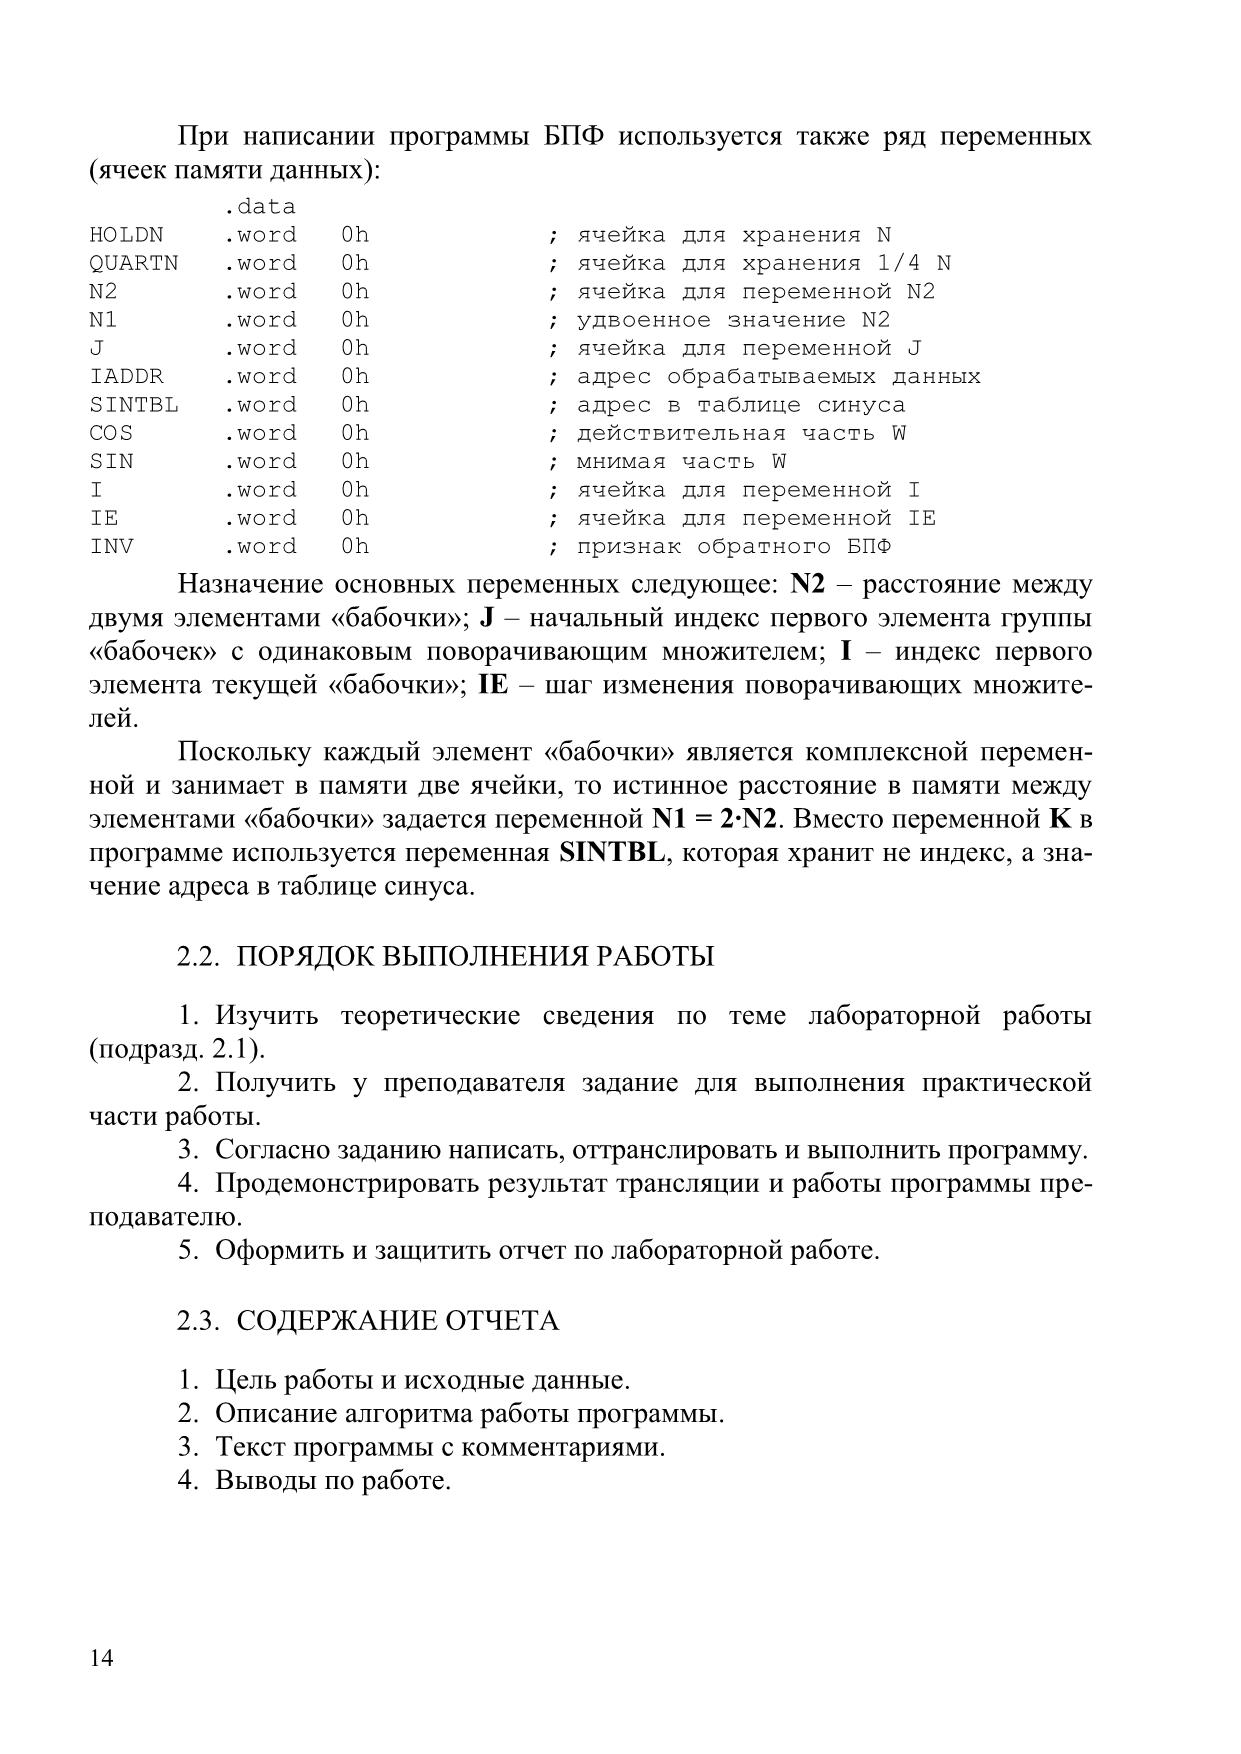 При написании программы БПФ используется также ряд переменных
(ячеек памяти данных):
.data
HOLDN .word 0h ; ячейка для хранения N
QUARTN .word 0h ; ячейка для хранения 1/4 N
N2 .word 0h ; ячейка для переменной N2
N1 .word 0h ; удвоенное значение N2
J .word 0h ; ячейка для переменной J
IADDR .word 0h ; адрес обрабатываемых данных
SINTBL .word 0h ; адрес в таблице синуса
COS .word 0h ; действительная часть W
SIN .word 0h ; мнимая часть W
I .word 0h ; ячейка для переменной I
IE .word 0h ; ячейка для переменной IE
INV .word 0h ; признак обратного БПФ
Назначение основных переменных следующее: N2 – расстояние между
двумя элементами «бабочки»; J – начальный индекс первого элемента группы
«бабочек» с одинаковым поворачивающим множителем; I – индекс первого
элемента текущей «бабочки»; IE – шаг изменения поворачивающих множите-
лей.
Поскольку каждый элемент «бабочки» является комплексной перемен-
ной и занимает в памяти две ячейки, то истинное расстояние в памяти между
элементами «бабочки» задается переменной N1 = 2·N2. Вместо переменной K в
программе используется переменная SINTBL, которая хранит не индекс, а зна-
чение адреса в таблице синуса.
2.2. ПОРЯДОК ВЫПОЛНЕНИЯ РАБОТЫ
1. Изучить теоретические сведения по теме лабораторной работы
(подразд. 2.1).
2. Получить у преподавателя задание для выполнения практической
части работы.
3. Согласно заданию написать, оттранслировать и выполнить программу.
4. Продемонстрировать результат трансляции и работы программы пре-
подавателю.
5. Оформить и защитить отчет по лабораторной работе.
2.3. СОДЕРЖАНИЕ ОТЧЕТА
1. Цель работы и исходные данные.
2. Описание алгоритма работы программы.
3. Текст программы с комментариями.
4. Выводы по работе.
14